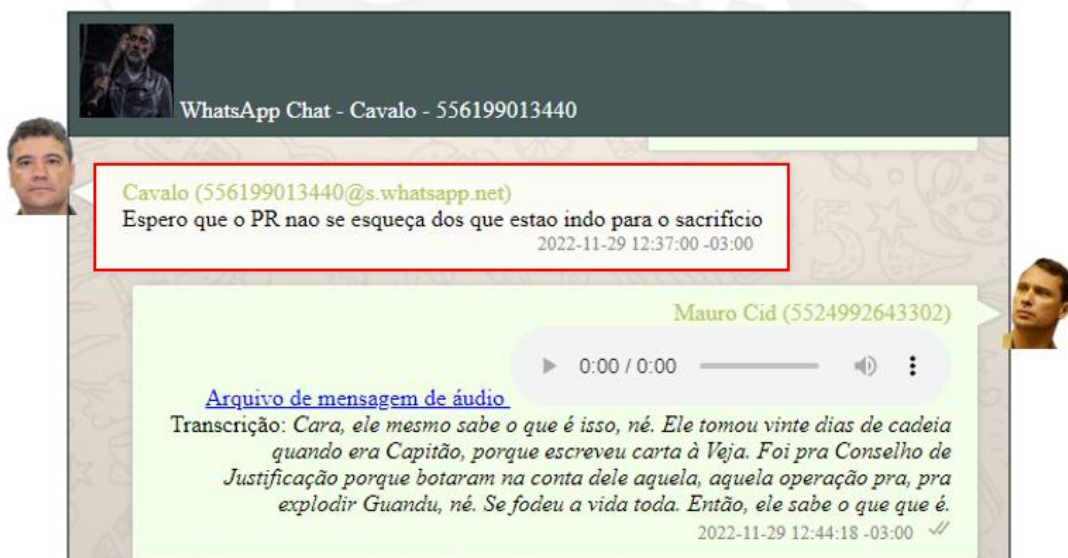 WhatsApp Chat - Cavalo - 556199013440
Cavalo (556199013440@s.whatsapp.net)
Espero que o PR nao se esqueça dos que estao indo para o sacrifício
2022-11-29 12:37:00 -03:00
Mauro Cid (5524992643302)
0:00 / 0:00
Arquivo de mensagem de áudio
Transcrição: Cara, ele mesmo sabe o que é isso, né. Ele tomou vinte dias de cadeia
quando era Capitão, porque escreveu carta à Veja. Foi pra Conselho de
Justificação porque botaram na conta dele aquela, aquela operação pra, pra
explodir Guandu, né. Se fodeu a vida toda. Então, ele sabe o que que é.
2022-11-29 12:44:18 -03:00